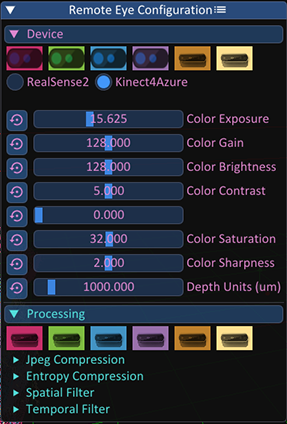 Remote Eye Configuration
Device
RealSense2 Kinect4Azure
15.625 Color Exposure
128.000 Color Gain
128.000 Color Brightness
5.000 Color Contrast
0.000
32.000 Color Saturation
2.000 Color Sharpness
1000.000 Depth Units (um)
Processing
Jpeg Compression
Entropy Compression
Spatial Filter
Temporal Filter